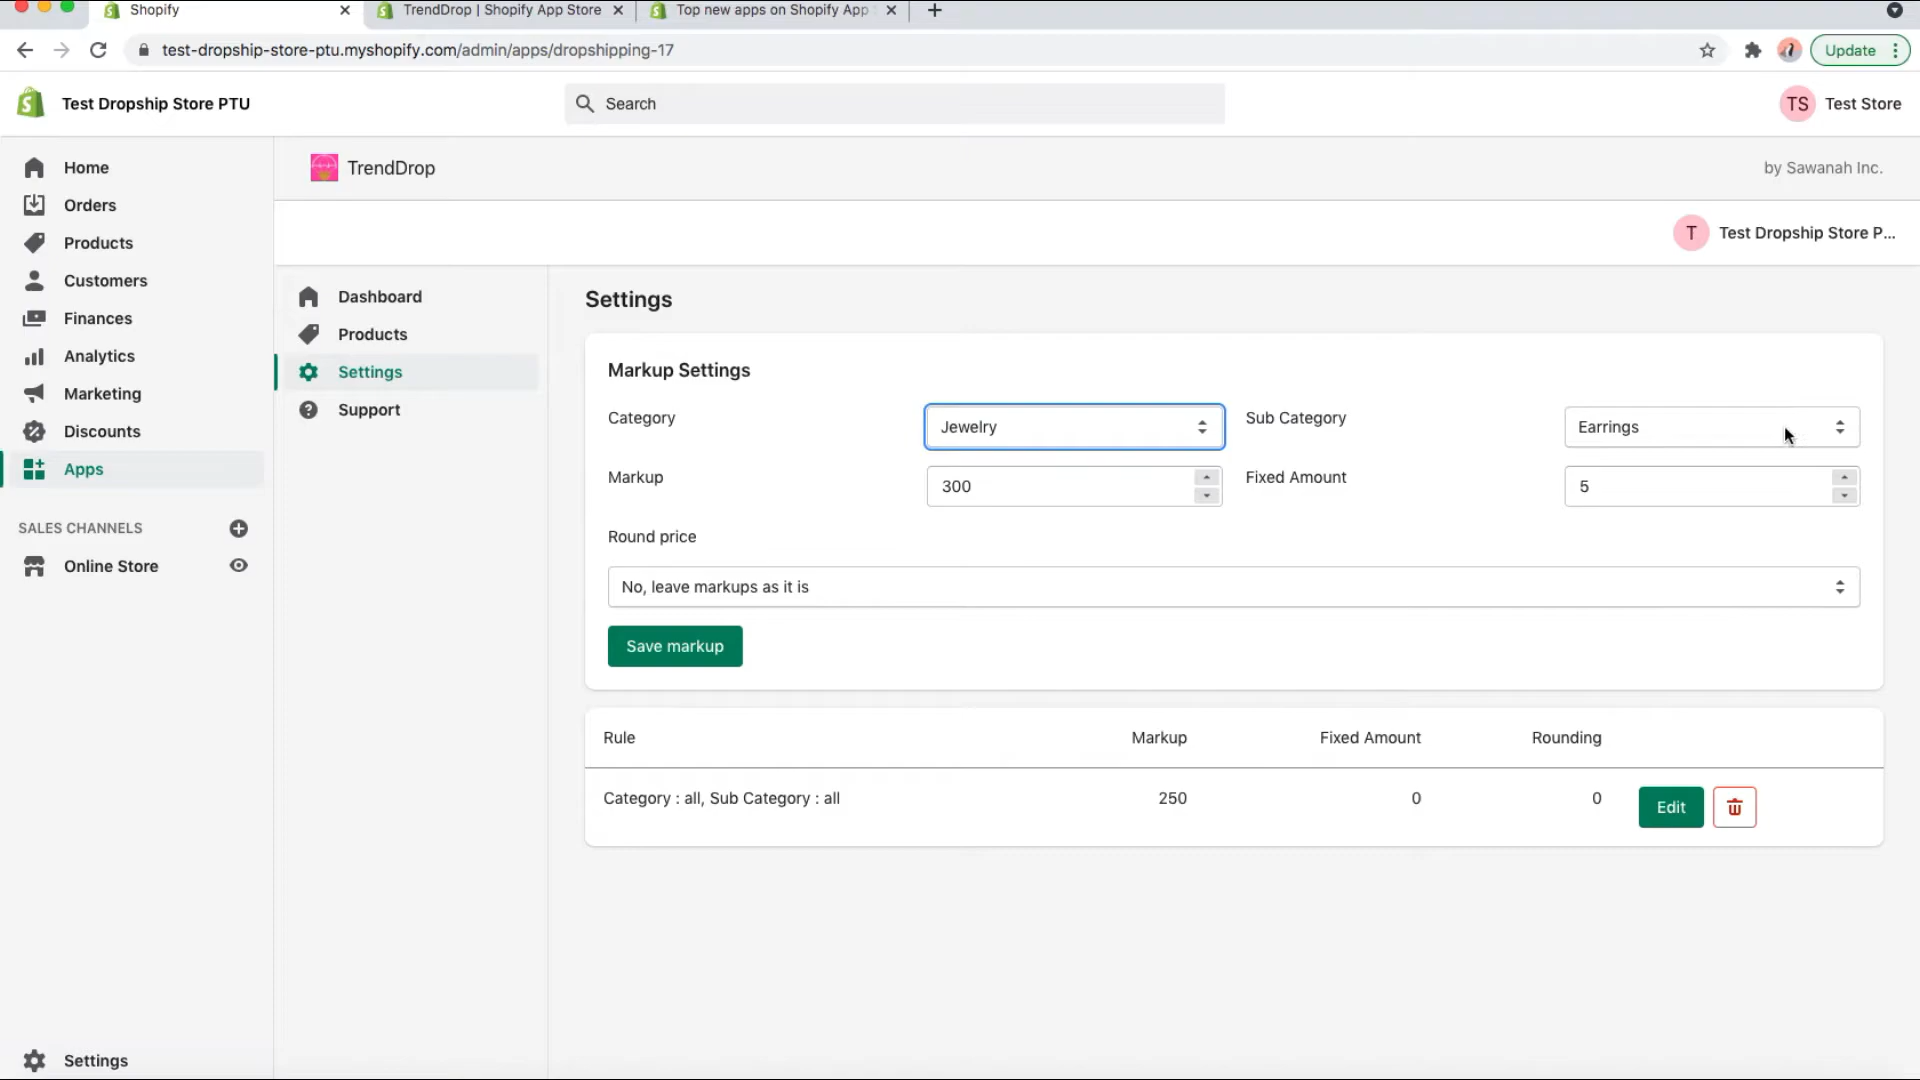 Shopify
TrendDrop | Shopify App Store
Top new apps on Shopify App
test-dropship-store-ptu.myshopify.com/admin/apps/dropshipping-17
Update
Test Dropship Store PTU
Search
TS
Test Store
Home
Orders
Products
Customers
Finances
Analytics
Marketing
Discounts
Apps
SALES CHANNELS
Online Store
Settings
TrendDrop
by Sawanah Inc.
T
Test Dropship Store P...
Dashboard
Products
Settings
Support
Settings
Markup Settings
Category
Jewelry
Sub Category
Earrings
Markup
300
Fixed Amount
5
Round price
No, leave markups as it is
Save markup
Rule
Markup
Fixed Amount
Rounding
Category : all, Sub Category : all
250
0
0
Edit